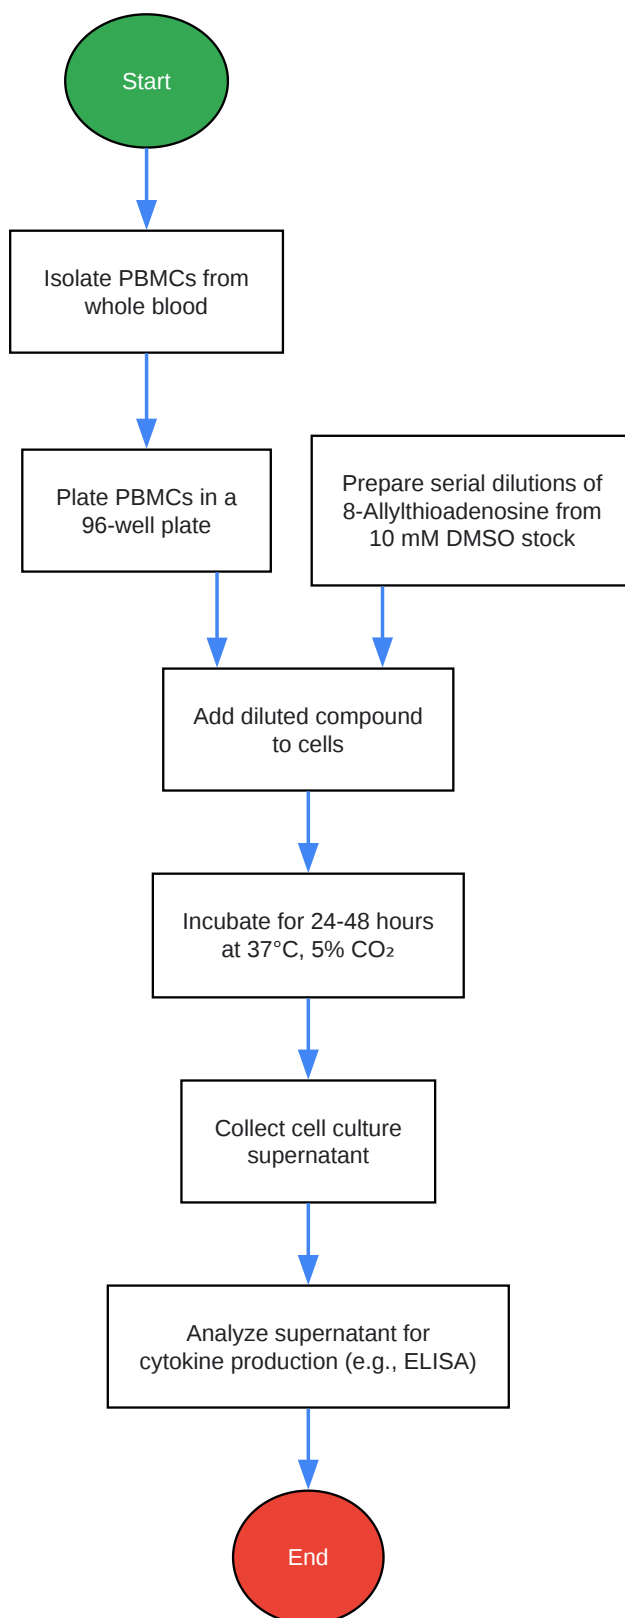 Start
Isolate PBMCs from
whole blood
Plate PBMCs in a
96-well plate
Prepare serial dilutions of
8-Allylthioadenosine from
10 mM DMSO stock
Add diluted compound
to cells
Incubate for 24-48 hours
at 37°C, 5% CO₂
Collect cell culture
supernatant
Analyze supernatant for
cytokine production (e.g., ELISA)
End